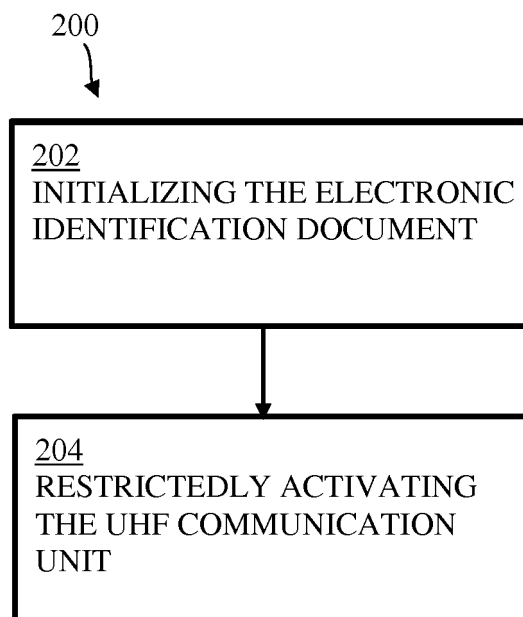 200
202
INITIALIZING THE ELECTRONIC
IDENTIFICATION DOCUMENT
204
RESTRICTEDLY ACTIVATING
THE UHF COMMUNICATION
UNIT